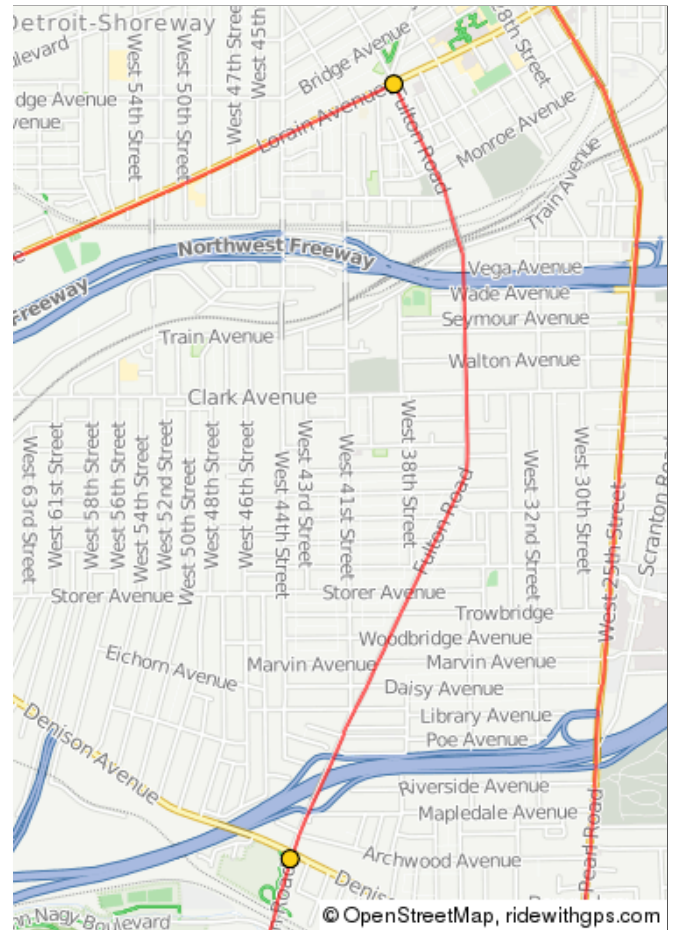 Detroit-Shoreway
West 54th Street
West 50th Street
West 47th Street
West 45th
Bridge Avenue
Lorain Avenue
Fulton Road
Monroe Avenue
Train Avenue
Northwest Freeway
Freeway
Vega Avenue
Wade Avenue
Seymour Avenue
Train Avenue
Walton Avenue
Clark Avenue
West 63rd Street
West 61st Street
West 58th Street
West 56th Street
West 54th Street
West 52nd Street
West 50th Street
West 48th Street
West 46th Street
West 44th Street
West 43rd Street
West 41st Street
West 38th Street
Fulton Road
West 32nd Street
West 30th Street
West 25th Street
Scranton Road
Storer Avenue
Storer Avenue
Trowbridge
Woodbridge Avenue
Eichorn Avenue
Marvin Avenue
Marvin Avenue
Daisy Avenue
Denison Avenue
Library Avenue
Poe Avenue
Riverside Avenue
Mapledale Avenue
Pearl Road
Archwood Avenue
Road
Nagy Boulevard
© OpenStreetMap, ridewithgps.com